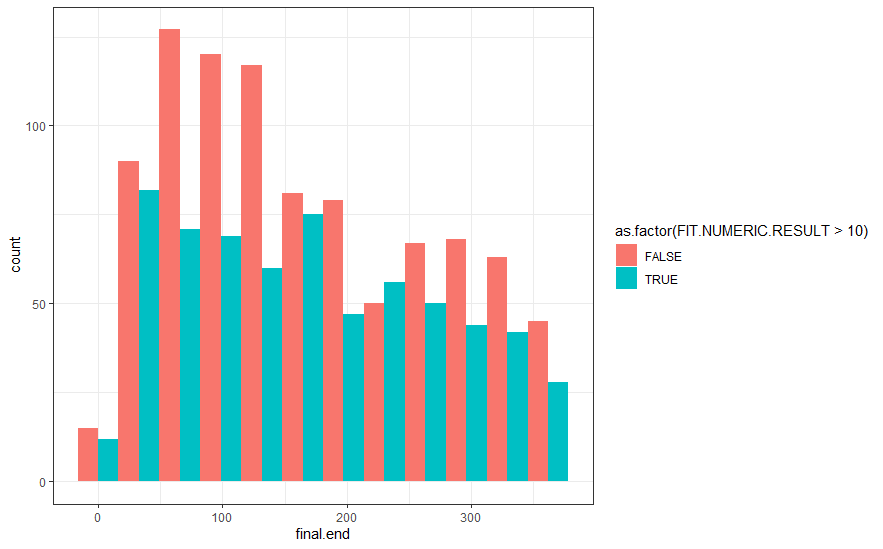 100
50
0
count
0
100
200
300
final.end
as.factor(FIT.NUMERIC.RESULT > 10)
FALSE
TRUE